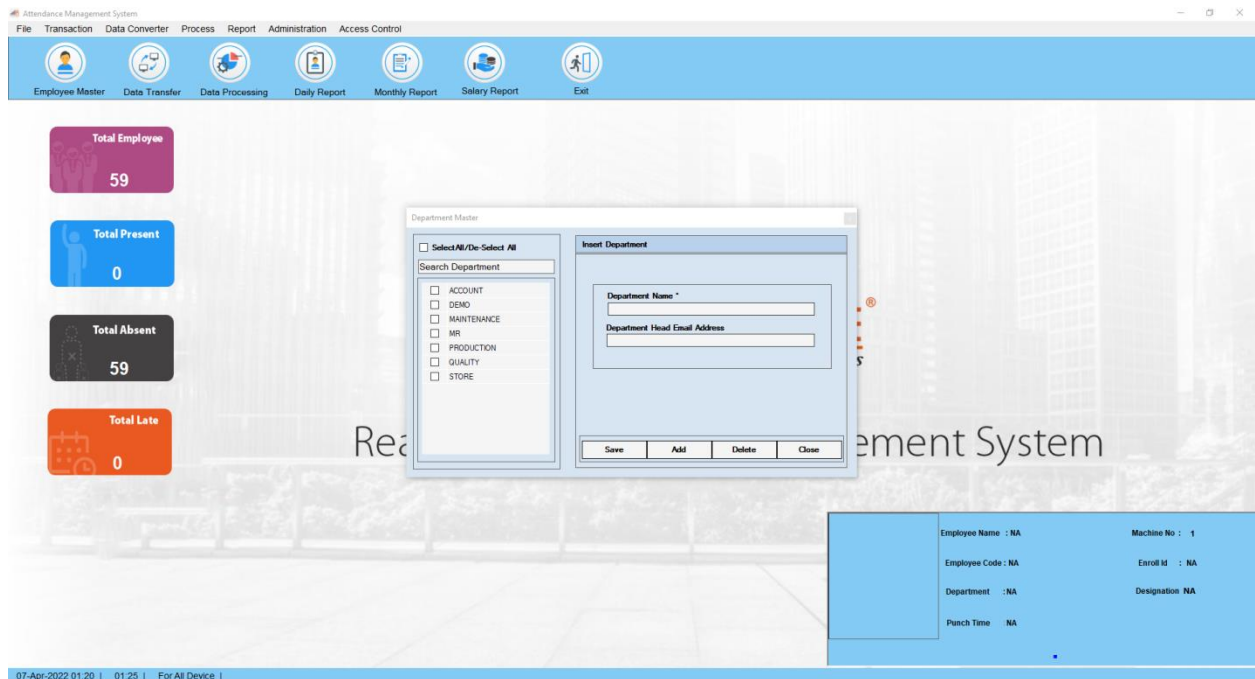 Attendance Management System
File Transaction Data Converter Process Report Administration Access Control
Employee Master Data Transfer Data Processing Daily Report Monthly Report Salary Report Exit
Total Employee
59
Total Present
0
Total Absent
59
Total Late
0
Department Master
SelectAll/De-Select All
Search Department
ACCOUNT
DEMO
MAINTENANCE
MR
PRODUCTION
QUALITY
STORE
Insert Department
Department Name *
Department Head Email Address
Save Add Delete Close
®
ement System
Employee Name : NA Machine No : 1
Employee Code : NA Enroll Id : NA
Department : NA Designation NA
Punch Time NA
07-Apr-2022 01:20 | 01:25 | For All Device |